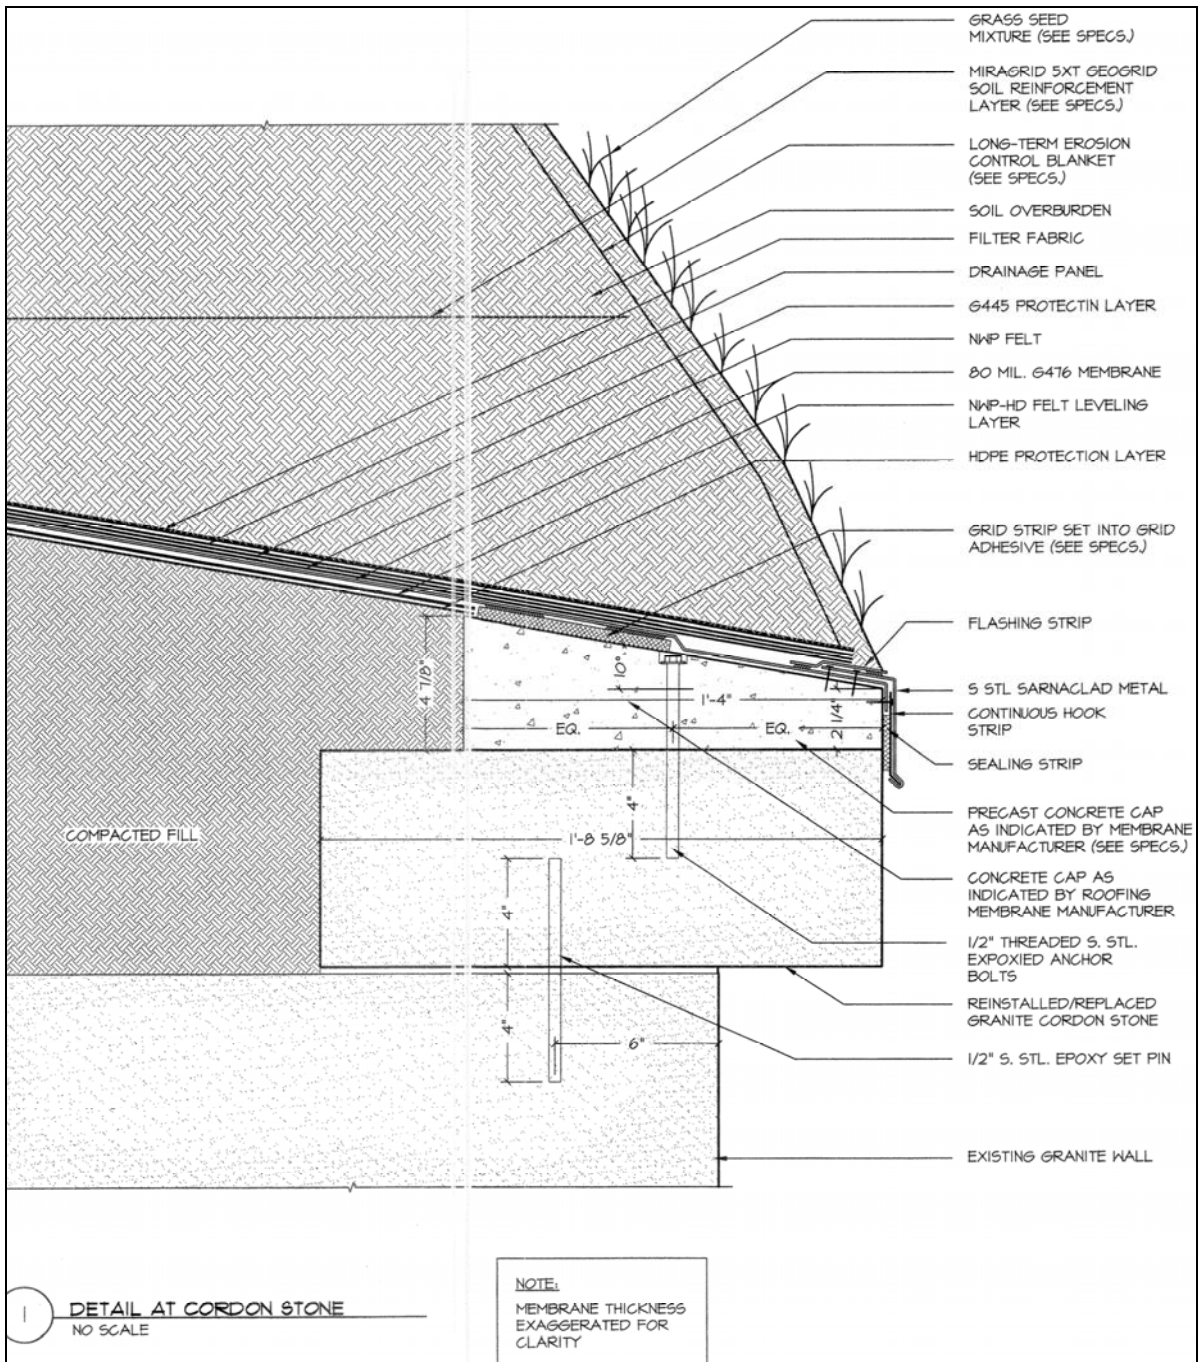 GRASS SEED
MIXTURE (SEE SPECS.)
MIRAGRID 5XT GEOGRID
SOIL REINFORCEMENT
LAYER (SEE SPECS.)
LONG-TERM EROSION
CONTROL BLANKET
(SEE SPECS.)
SOIL OVERBURDEN
FILTER FABRIC
DRAINAGE PANEL
G445 PROTECTIN LAYER
NWP FELT
80 MIL. G476 MEMBRANE
NWP-HD FELT LEVELING
LAYER
HDPE PROTECTION LAYER
GRID STRIP SET INTO GRID
ADHESIVE (SEE SPECS.)
FLASHING STRIP
S STL SARNACLAD METAL
CONTINUOUS HOOK
STRIP
SEALING STRIP
PRECAST CONCRETE CAP
AS INDICATED BY MEMBRANE
MANUFACTURER (SEE SPECS.)
CONCRETE CAP AS
INDICATED BY ROOFING
MEMBRANE MANUFACTURER
1/2" THREADED S. STL.
EXPOXIED ANCHOR
BOLTS
REINSTALLED/REPLACED
GRANITE CORDON STONE
1/2" S. STL. EPOXY SET PIN
EXISTING GRANITE WALL
4 7/8"
10°
1'-4"
2 1/4"
EQ.
EQ.
4"
1'-8 5/8"
COMPACTED FILL
4"
4"
6"
1
DETAIL AT CORDON STONE
NO SCALE
NOTE:
MEMBRANE THICKNESS
EXAGGERATED FOR
CLARITY